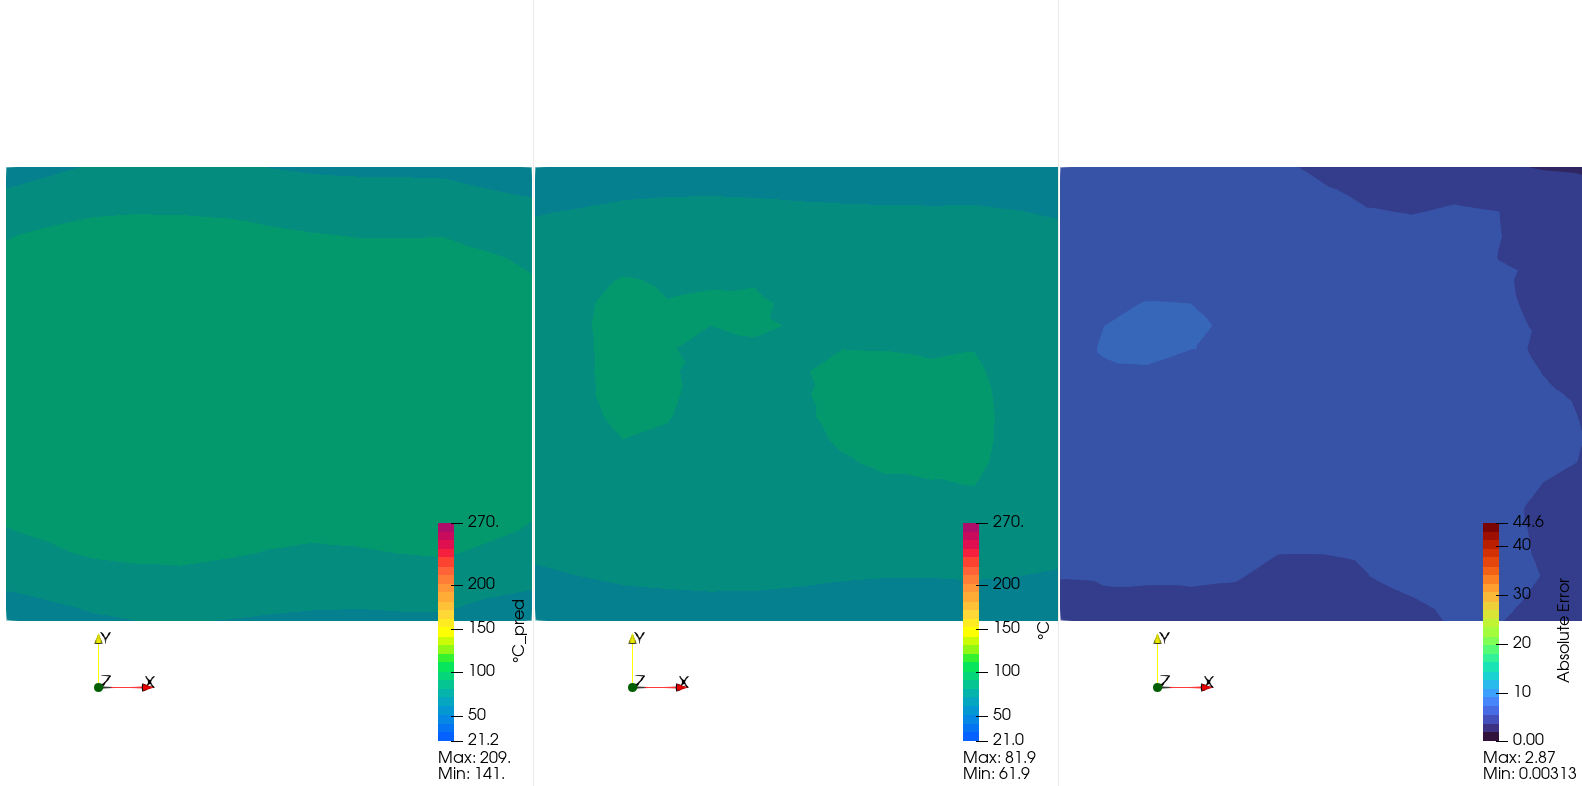 270.
200
150
100
50
21.2
°C_pred
Max: 209.
Min: 141.
Y
Z
X
270.
200
150
100
50
21.0
°C
Max: 81.9
Min: 61.9
Y
Z
X
44.6
40
30
20
10
0.00
Absolute Error
Max: 2.87
Min: 0.00313
Y
Z
X